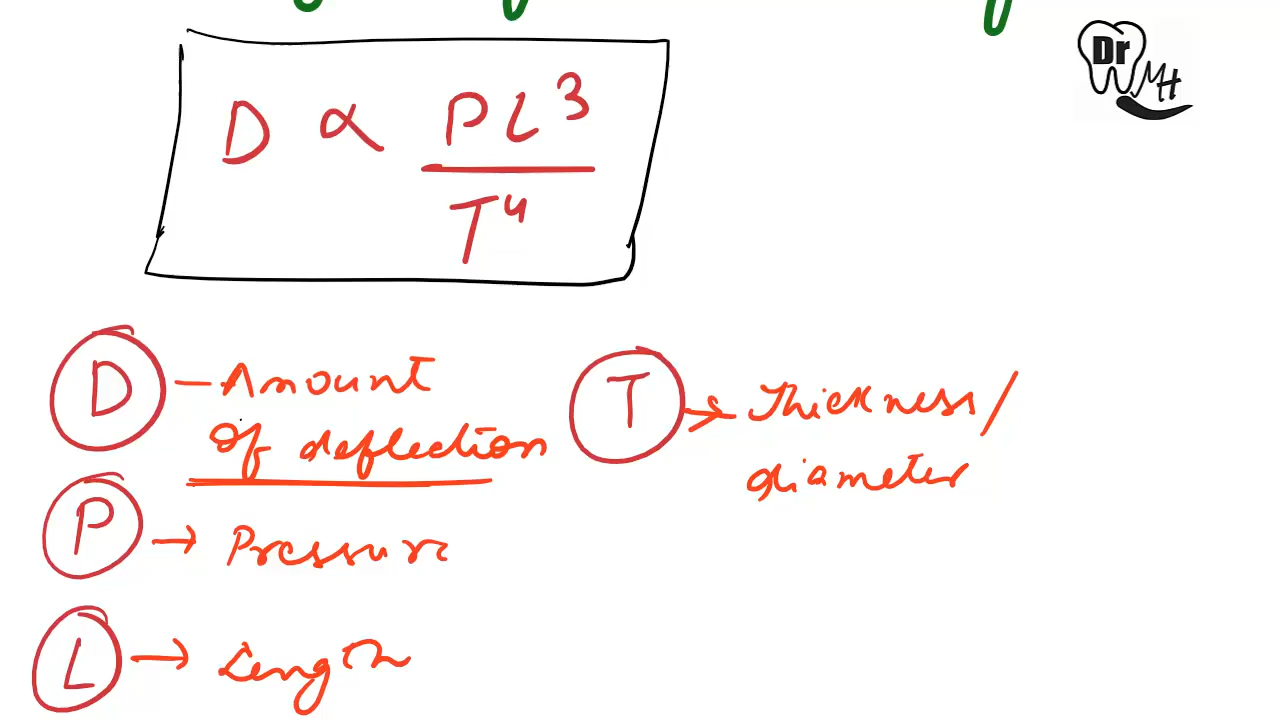 Dr
MH
D ∝ PL³
T⁴
D - Amount
Of deflection
T → Thickness/
diameter
P → Pressure
L → Length